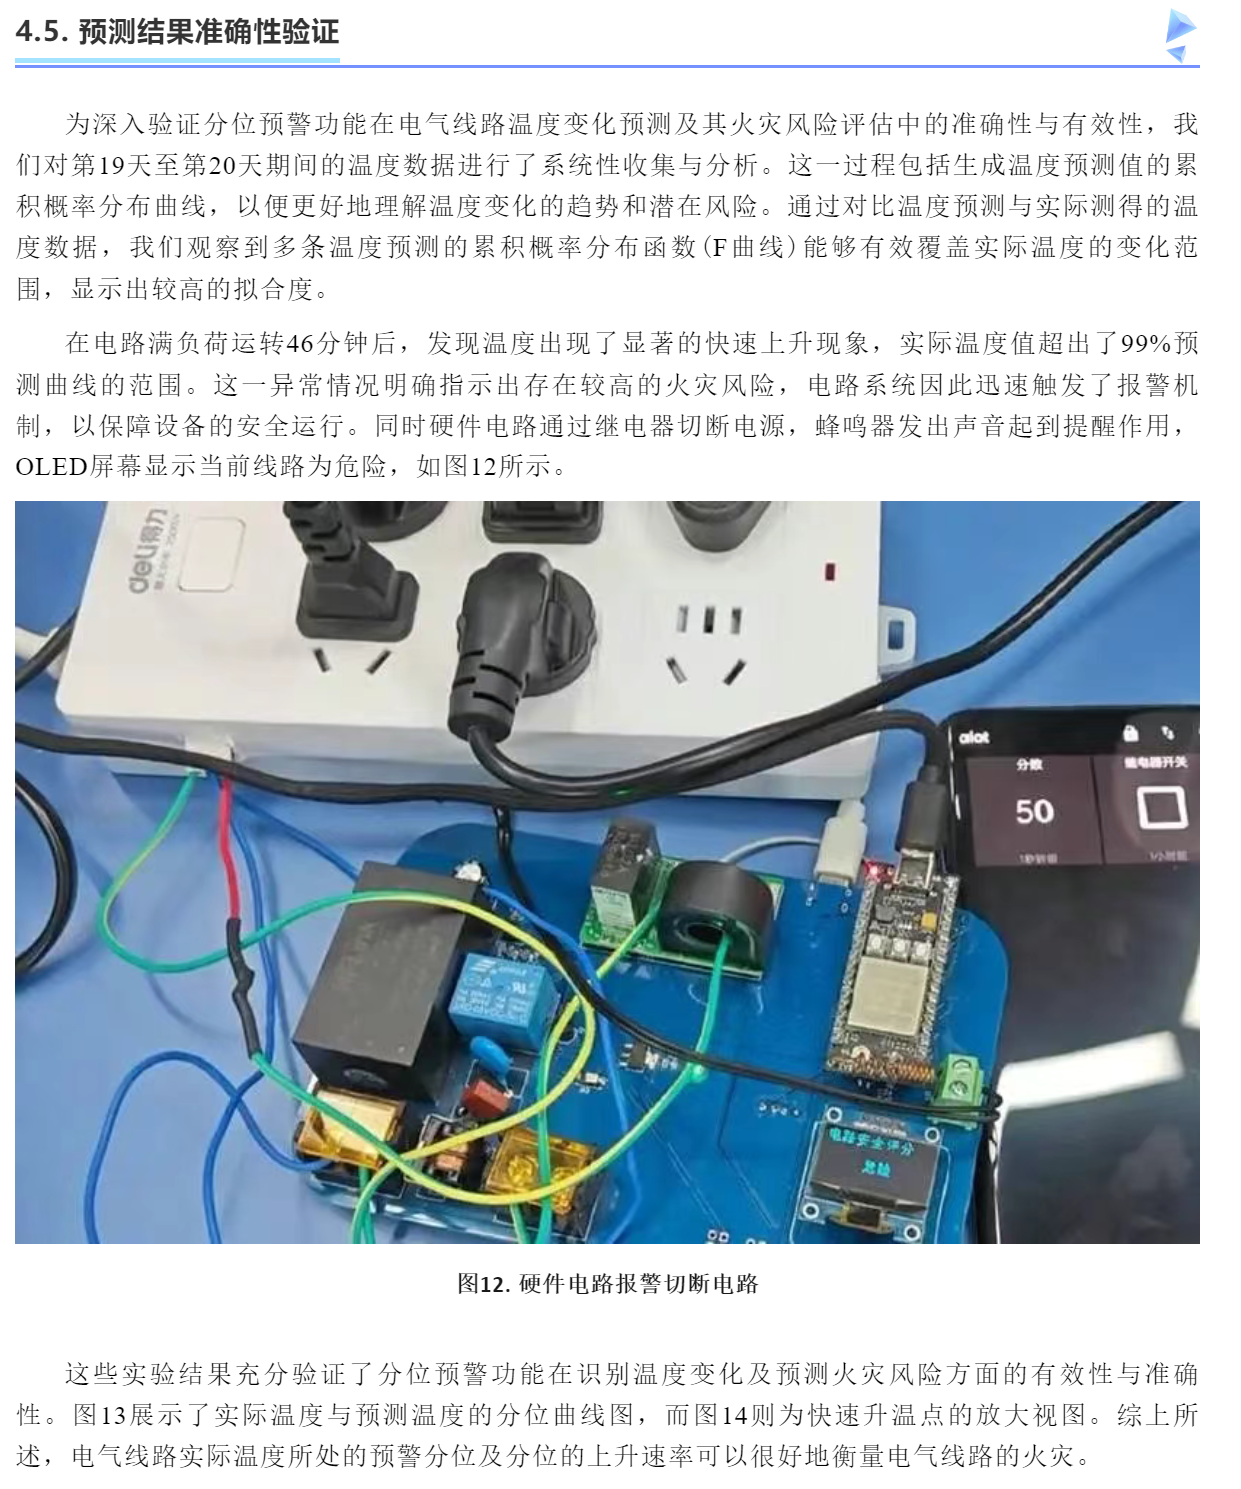 4.5. 预测结果准确性验证
为深入验证分位预警功能在电气线路温度变化预测及其火灾风险评估中的准确性与有效性，我
们对第19天至第20天期间的温度数据进行了系统性收集与分析。这一过程包括生成温度预测值的累
积概率分布曲线，以便更好地理解温度变化的趋势和潜在风险。通过对比温度预测与实际测得的温
度数据，我们观察到多条温度预测的累积概率分布函数(F曲线)能够有效覆盖实际温度的变化范
围，显示出较高的拟合度。
在电路满负荷运转46分钟后，发现温度出现了显著的快速上升现象，实际温度值超出了99%预
测曲线的范围。这一异常情况明确指示出存在较高的火灾风险，电路系统因此迅速触发了报警机
制，以保障设备的安全运行。同时硬件电路通过继电器切断电源，蜂鸣器发出声音起到提醒作用，
OLED屏幕显示当前线路为危险，如图12所示。
deli得力
aiot
分数
继电器开关
50
电路安全评分
危险
图12. 硬件电路报警切断电路
这些实验结果充分验证了分位预警功能在识别温度变化及预测火灾风险方面的有效性与准确
性。图13展示了实际温度与预测温度的分位曲线图，而图14则为快速升温点的放大视图。综上所
述，电气线路实际温度所处的预警分位及分位的上升速率可以很好地衡量电气线路的火灾。